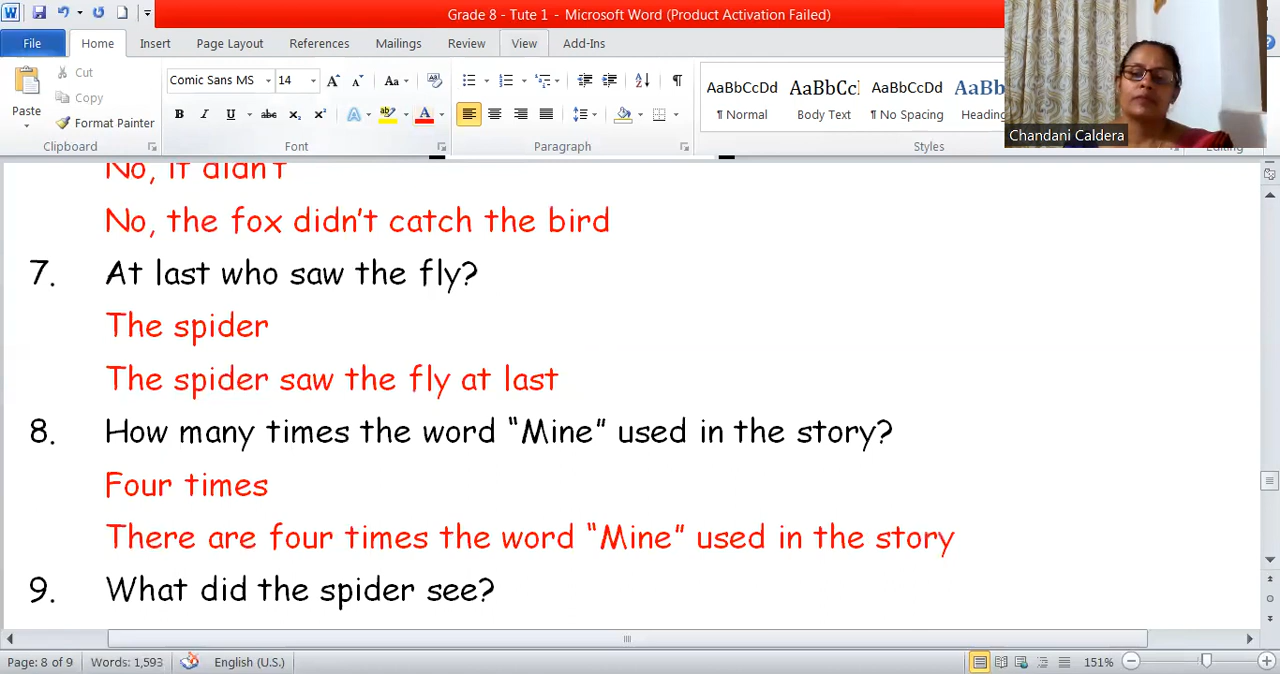 Grade 8 - Tute 1 - Microsoft Word (Product Activation Failed)
File Home Insert Page Layout References Mailings Review View Add-Ins
Paste
Cut
Copy
Format Painter
Clipboard
Comic Sans MS 14
Font
Paragraph
AaBbCcDd AaBbCc AaBbCcDd AaBb
¶ Normal Body Text ¶ No Spacing Heading
Styles
Editing
Chandani Caldera
No, it didn't
No, the fox didn't catch the bird
7. At last who saw the fly?
The spider
The spider saw the fly at last
8. How many times the word “Mine” used in the story?
Four times
There are four times the word “Mine” used in the story
9. What did the spider see?
Page: 8 of 9 Words: 1,593 English (U.S.) 151%